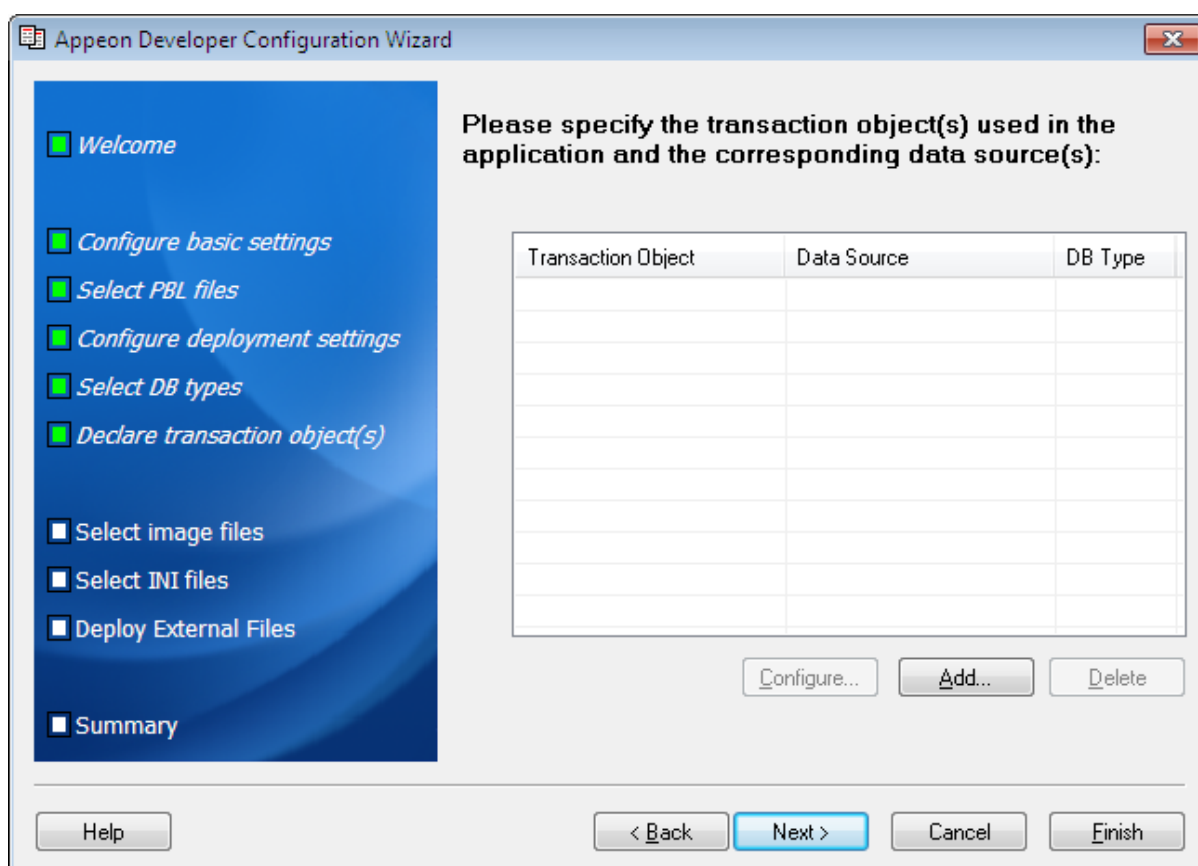 Appeon Developer Configuration Wizard
Welcome
Configure basic settings
Select PBL files
Configure deployment settings
Select DB types
Declare transaction object(s)
Select image files
Select INI files
Deploy External Files
Summary
Please specify the transaction object(s) used in the
application and the corresponding data source(s):
Transaction Object Data Source DB Type
Configure... Add... Delete
Help < Back Next > Cancel Finish